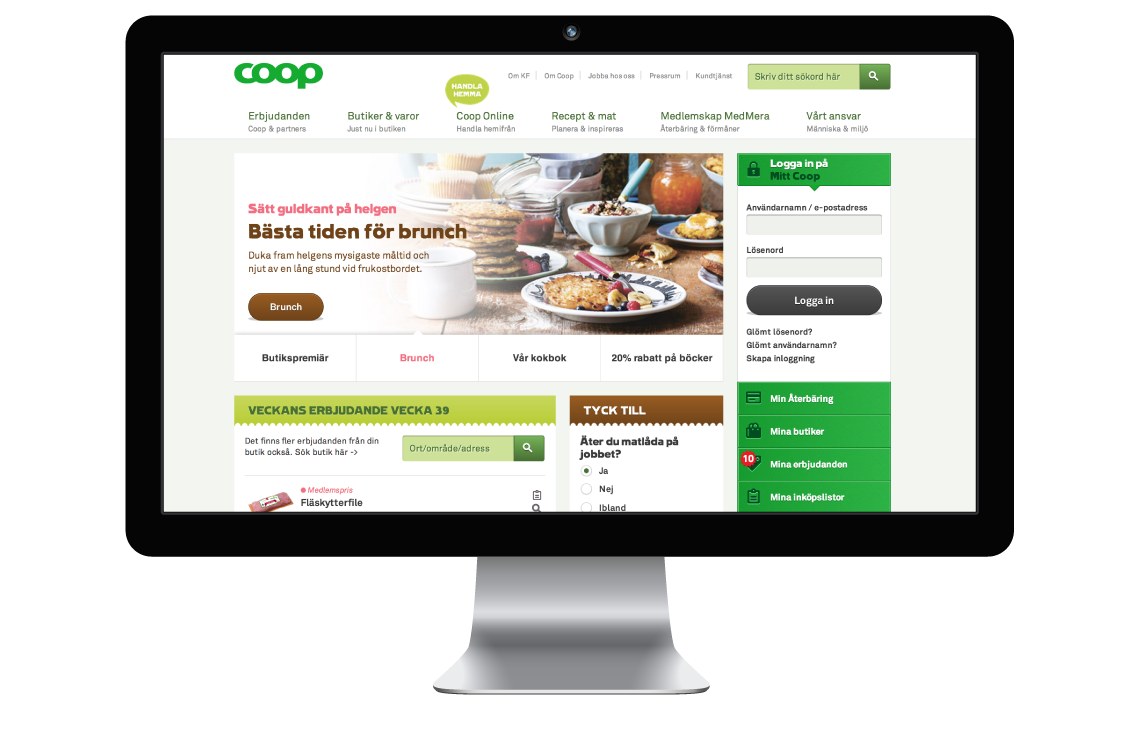 coop
HANDLA
HEMMA
Om KF
Om Coop
Jobba hos oss
Pressrum
Kundtjänst
Skriv ditt sökord här
Erbjudanden
Coop & partners
Butiker & varor
Just nu i butiken
Coop Online
Handla hemifrån
Recept & mat
Planera & inspireras
Medlemskap MedMera
Återbäring & förmåner
Vårt ansvar
Människa & miljö
Sätt guldkant på helgen
Bästa tiden för brunch
Duka fram helgens mysigaste måltid och
njut av en lång stund vid frukostbordet.
Brunch
Butikspremiär
Brunch
Vår kokbok
20% rabatt på böcker
Logga in på
Mitt Coop
Användarnamn / e-postadress
Lösenord
Logga in
Glömt lösenord?
Glömt användarnamn?
Skapa inloggning
Min Återbäring
Mina butiker
10
Mina erbjudanden
Mina inköpslistor
VECKANS ERBJUDANDE VECKA 39
Det finns fler erbjudanden från din
butik också. Sök butik här ->
Ort/område/adress
Medlemspris
Fläskytterfile
TYCK TILL
Äter du matlåda på
jobbet?
Ja
Nej
Ibland